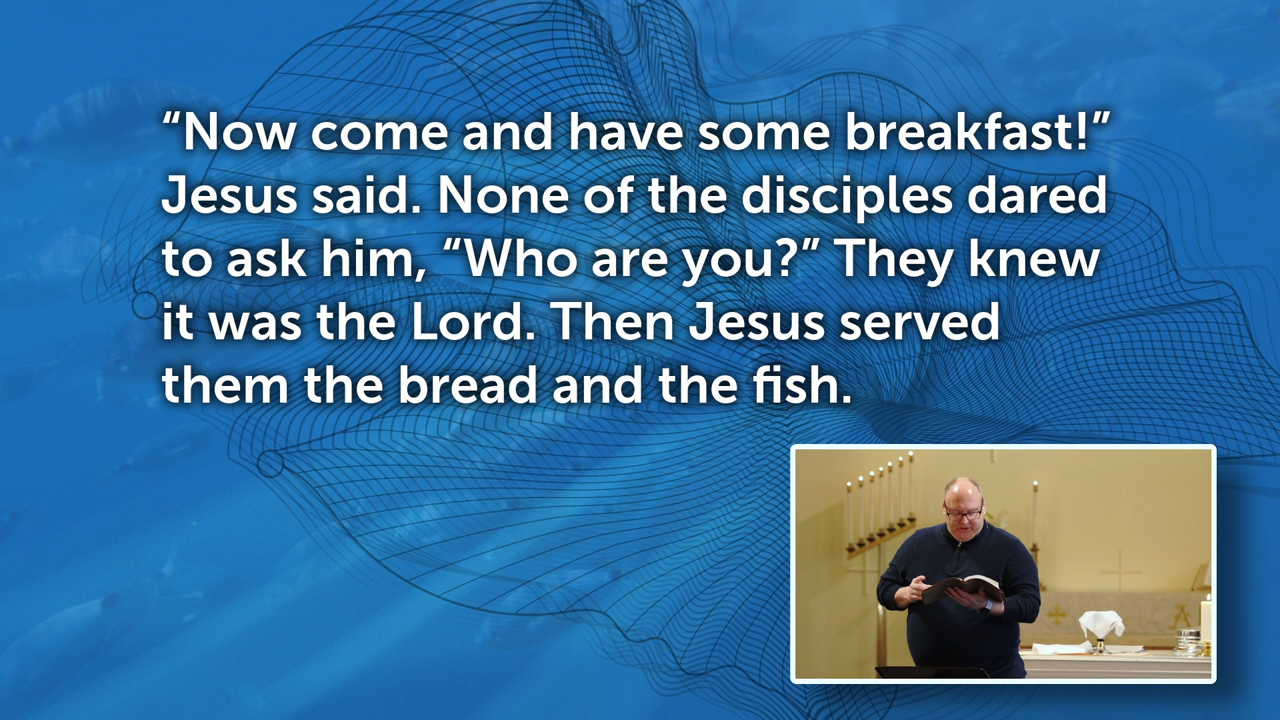 “Now come and have some breakfast!”
Jesus said. None of the disciples dared
to ask him, “Who are you?” They knew
it was the Lord. Then Jesus served
them the bread and the fish.